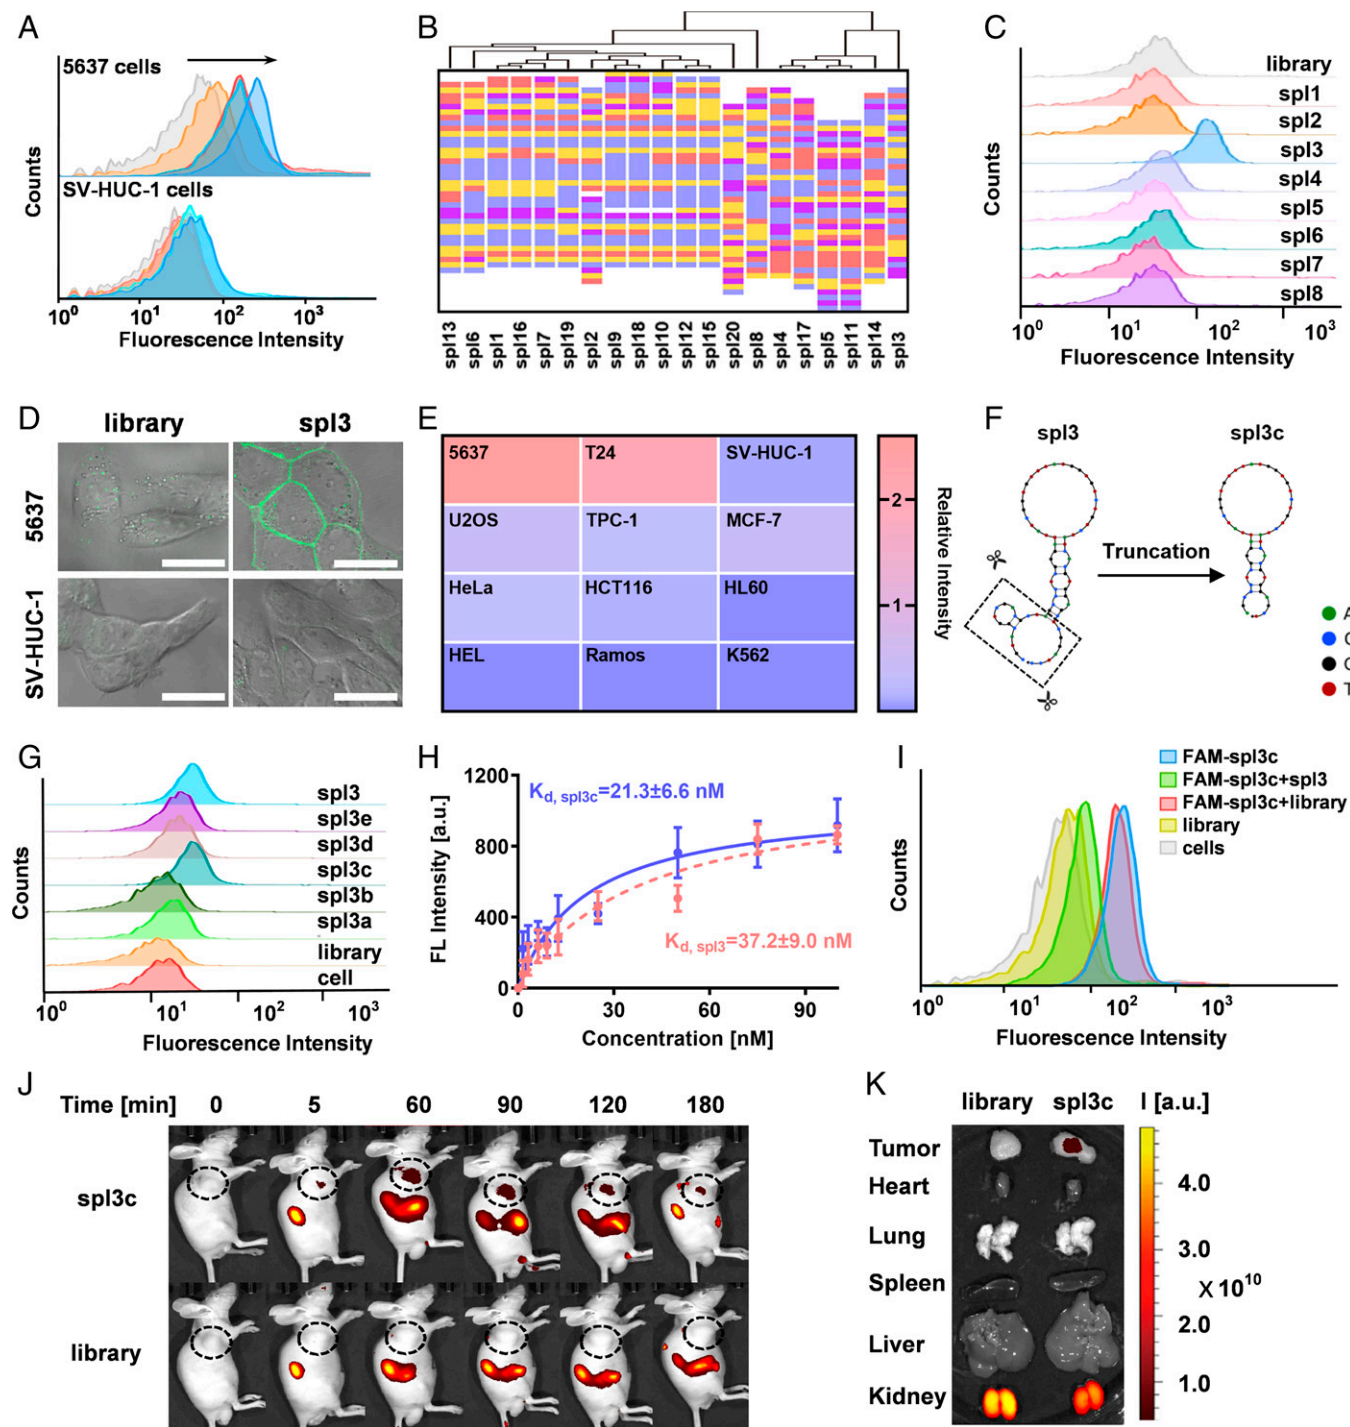 A
5637 cells
SV-HUC-1 cells
Counts
10⁰ 10¹ 10² 10³
Fluorescence Intensity
B
spl13 spl6 spl1 spl16 spl7 spl19 spl2 spl9 spl18 spl10 spl12 spl15 spl20 spl8 spl4 spl17 spl5 spl11 spl14 spl3
C
library
spl1
spl2
spl3
spl4
spl5
spl6
spl7
spl8
Counts
10⁰ 10¹ 10² 10³
Fluorescence Intensity
D
library spl3
5637
SV-HUC-1
E
5637 T24 SV-HUC-1
U2OS TPC-1 MCF-7
HeLa HCT116 HL60
HEL Ramos K562
2
1
Relative Intensity
F
spl3 spl3c
Truncation
A
T
G
spl3
spl3e
spl3d
spl3c
spl3b
spl3a
library
cell
Counts
10⁰ 10¹ 10² 10³
Fluorescence Intensity
H
1200
800
400
0
FL Intensity [a.u.]
Kd, spl3c=21.3±6.6 nM
Kd, spl3=37.2±9.0 nM
0 30 60 90
Concentration [nM]
I
FAM-spl3c
FAM-spl3c+spl3
FAM-spl3c+library
library
cells
Counts
10⁰ 10¹ 10² 10³
Fluorescence Intensity
J
Time [min] 0 5 60 90 120 180
spl3c
library
K
library spl3c I [a.u.]
Tumor
Heart
Lung
Spleen
Liver
Kidney
4.0
3.0
X 10¹⁰
2.0
1.0